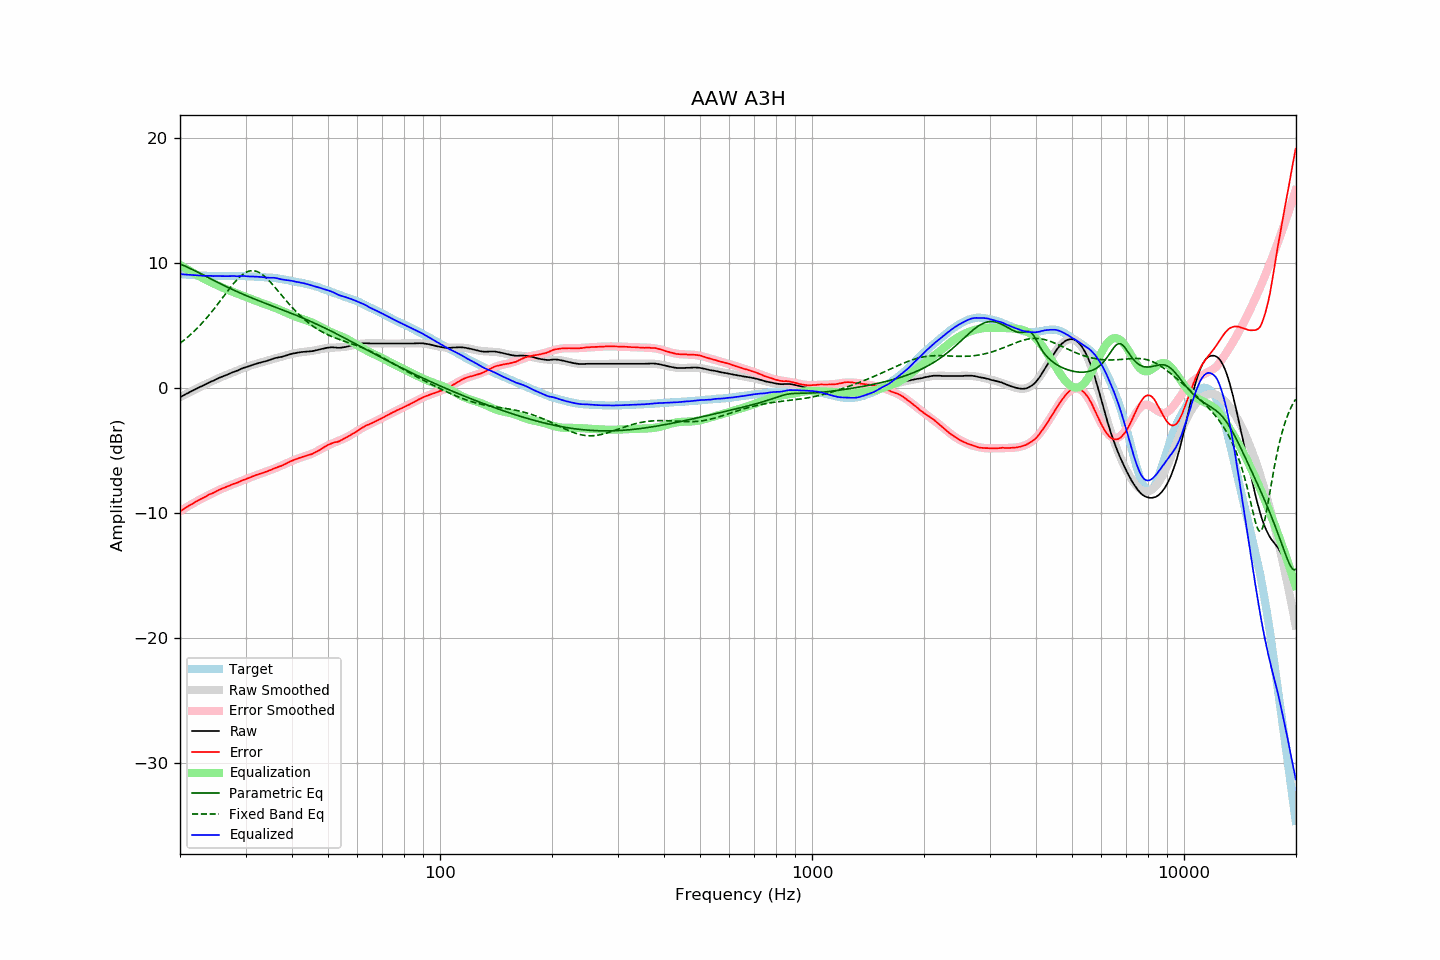 AAW A3H
Amplitude (dBr)
20
10
0
−10
−20
−30
Target
Raw Smoothed
Error Smoothed
Raw
Error
Equalization
Parametric Eq
Fixed Band Eq
Equalized
100 1000 10000
Frequency (Hz)